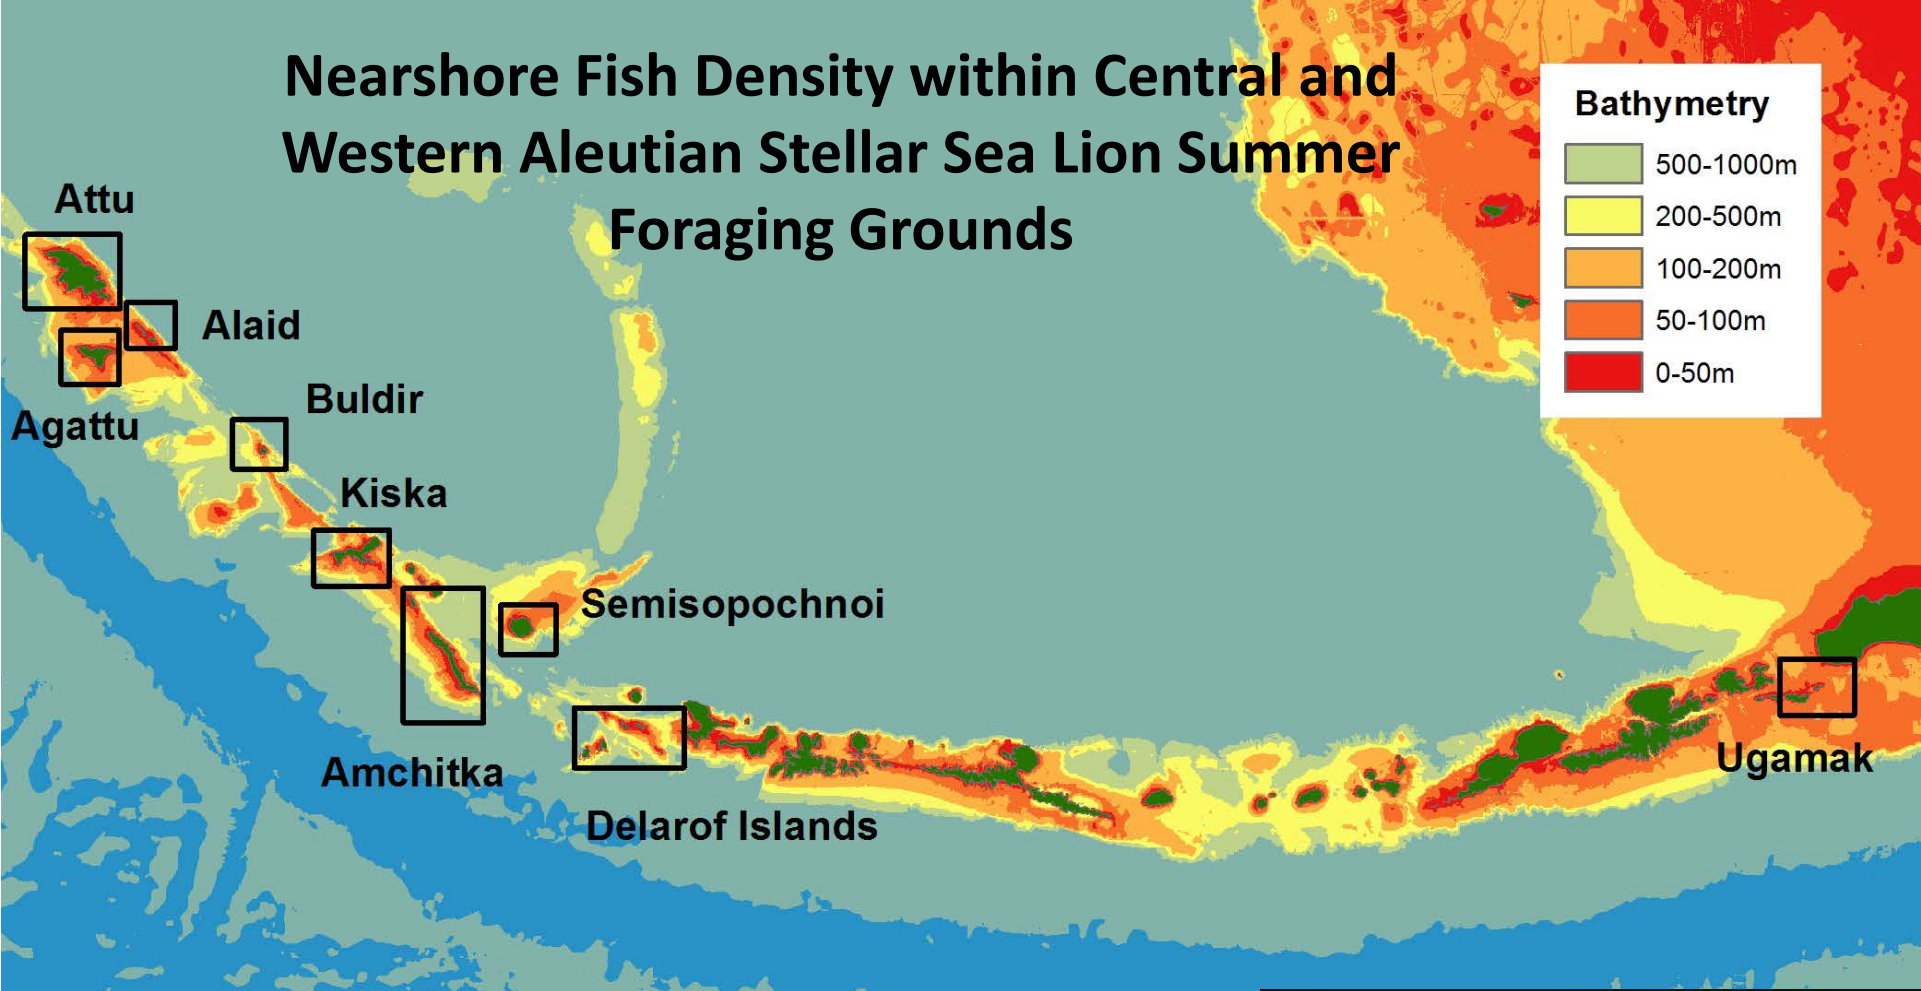 Nearshore Fish Density within Central and
Western Aleutian Stellar Sea Lion Summer
Foraging Grounds
Bathymetry
500-1000m
200-500m
100-200m
50-100m
0-50m
Attu
Alaid
Agattu
Buldir
Kiska
Semisopochnoi
Amchitka
Delarof Islands
Ugamak